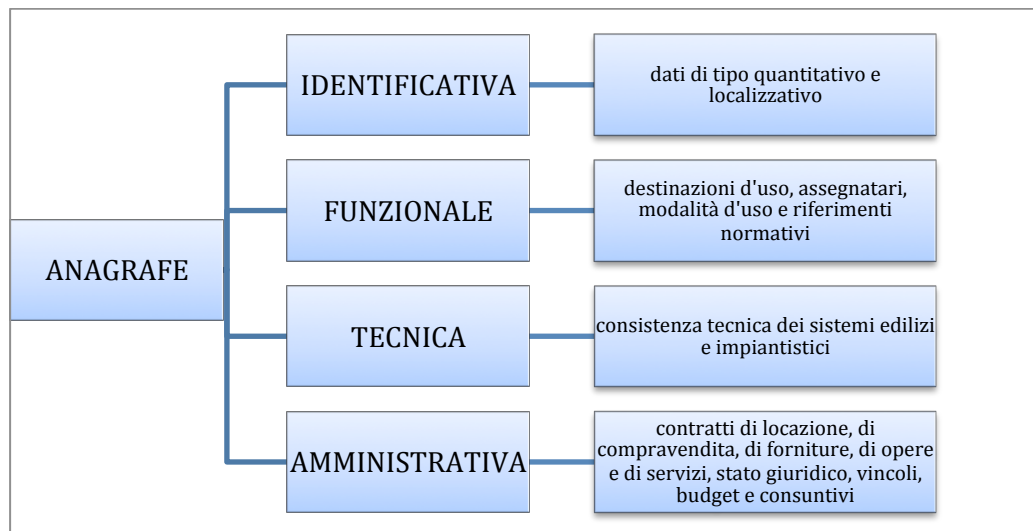 IDENTIFICATIVA
dati di tipo quantitativo e
localizzativo
FUNZIONALE
destinazioni d'uso, assegnatari,
modalità d'uso e riferimenti
normativi
ANAGRAFE
TECNICA
consistenza tecnica dei sistemi edilizi
e impiantistici
AMMINISTRATIVA
contratti di locazione, di
compravendita, di forniture, di opere
e di servizi, stato giuridico, vincoli,
budget e consuntivi